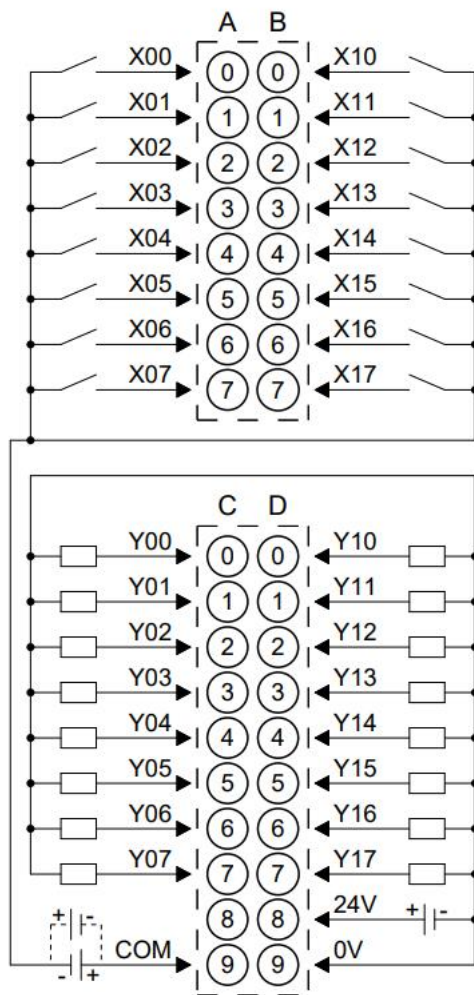 A B
X00 0 0 X10
X01 1 1 X11
X02 2 2 X12
X03 3 3 X13
X04 4 4 X14
X05 5 5 X15
X06 6 6 X16
X07 7 7 X17
C D
Y00 0 0 Y10
Y01 1 1 Y11
Y02 2 2 Y12
Y03 3 3 Y13
Y04 4 4 Y14
Y05 5 5 Y15
Y06 6 6 Y16
Y07 7 7 Y17
+ - 8 8 24V + -
- + COM 9 9 0V